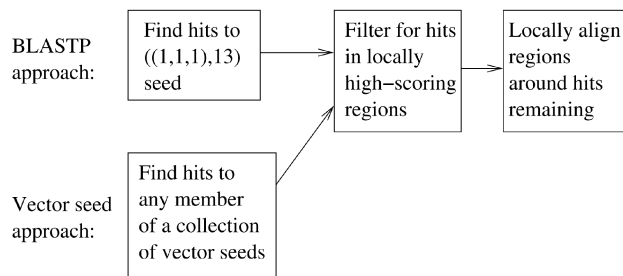 BLASTP
approach:
Find hits to
((1,1,1),13)
seed
Filter for hits
in locally
high−scoring
regions
Locally align
regions
around hits
remaining
Vector seed
approach:
Find hits to
any member
of a collection
of vector seeds